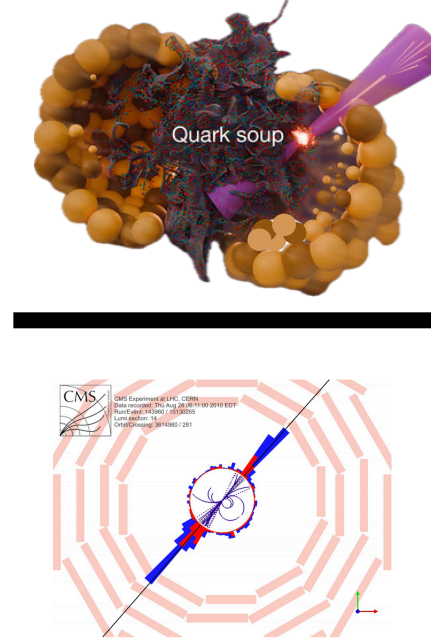 Quark soup
CMS
CMS Experiment at LHC, CERN
Data recorded: Thu Aug 26 06:11:00 2010 EDT
Run/Event: 143960 / 15130265
Lumi section: 14
Orbit/Crossing: 3614980 / 281